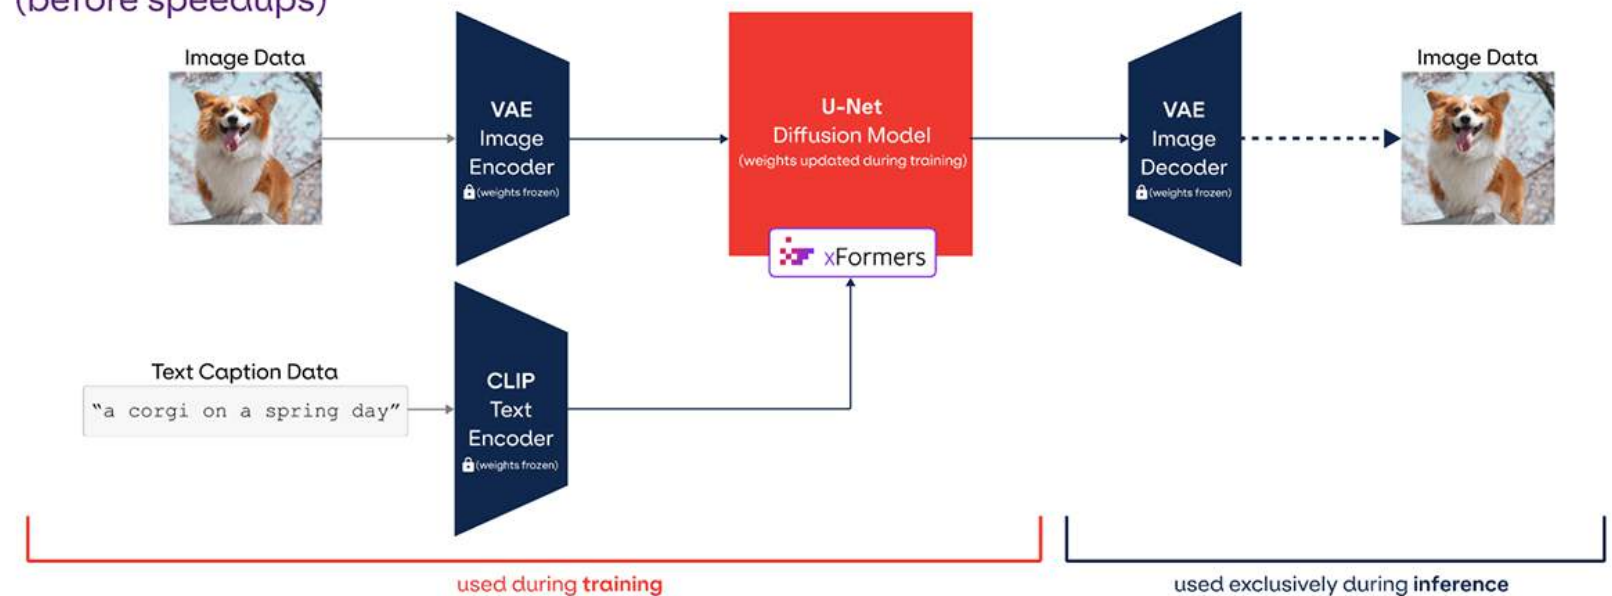 (before speedups)
Image Data
VAE
Image
Encoder
(weights frozen)
U-Net
Diffusion Model
(weights updated during training)
xFormers
VAE
Image
Decoder
(weights frozen)
Image Data
Text Caption Data
“a corgi on a spring day”
CLIP
Text
Encoder
(weights frozen)
used during training
used exclusively during inference